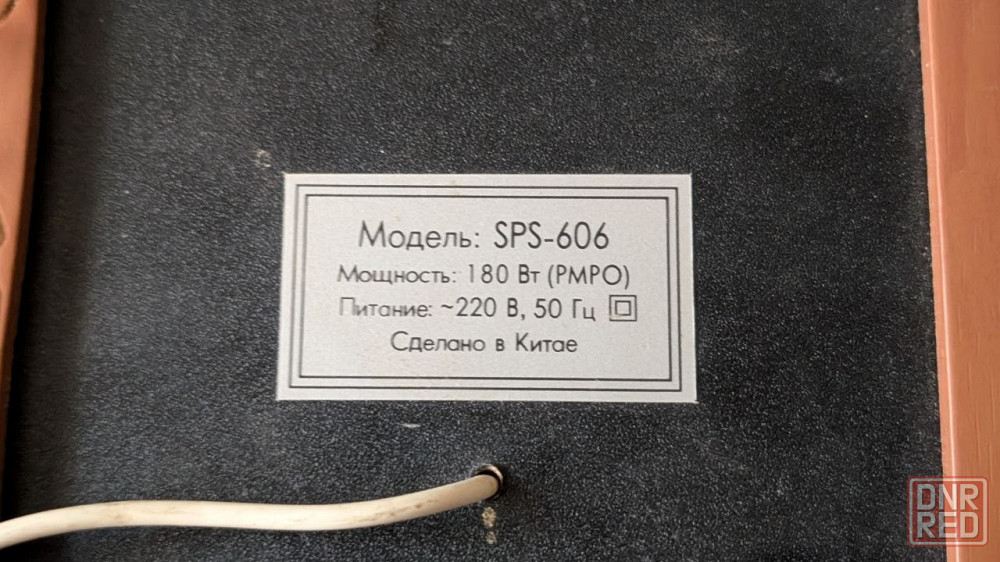 Модель: SPS-606
Мощность: 180 Вт (PMPO)
Питание: ~220 В, 50 Гц
Сделано в Китае
DNR
RED